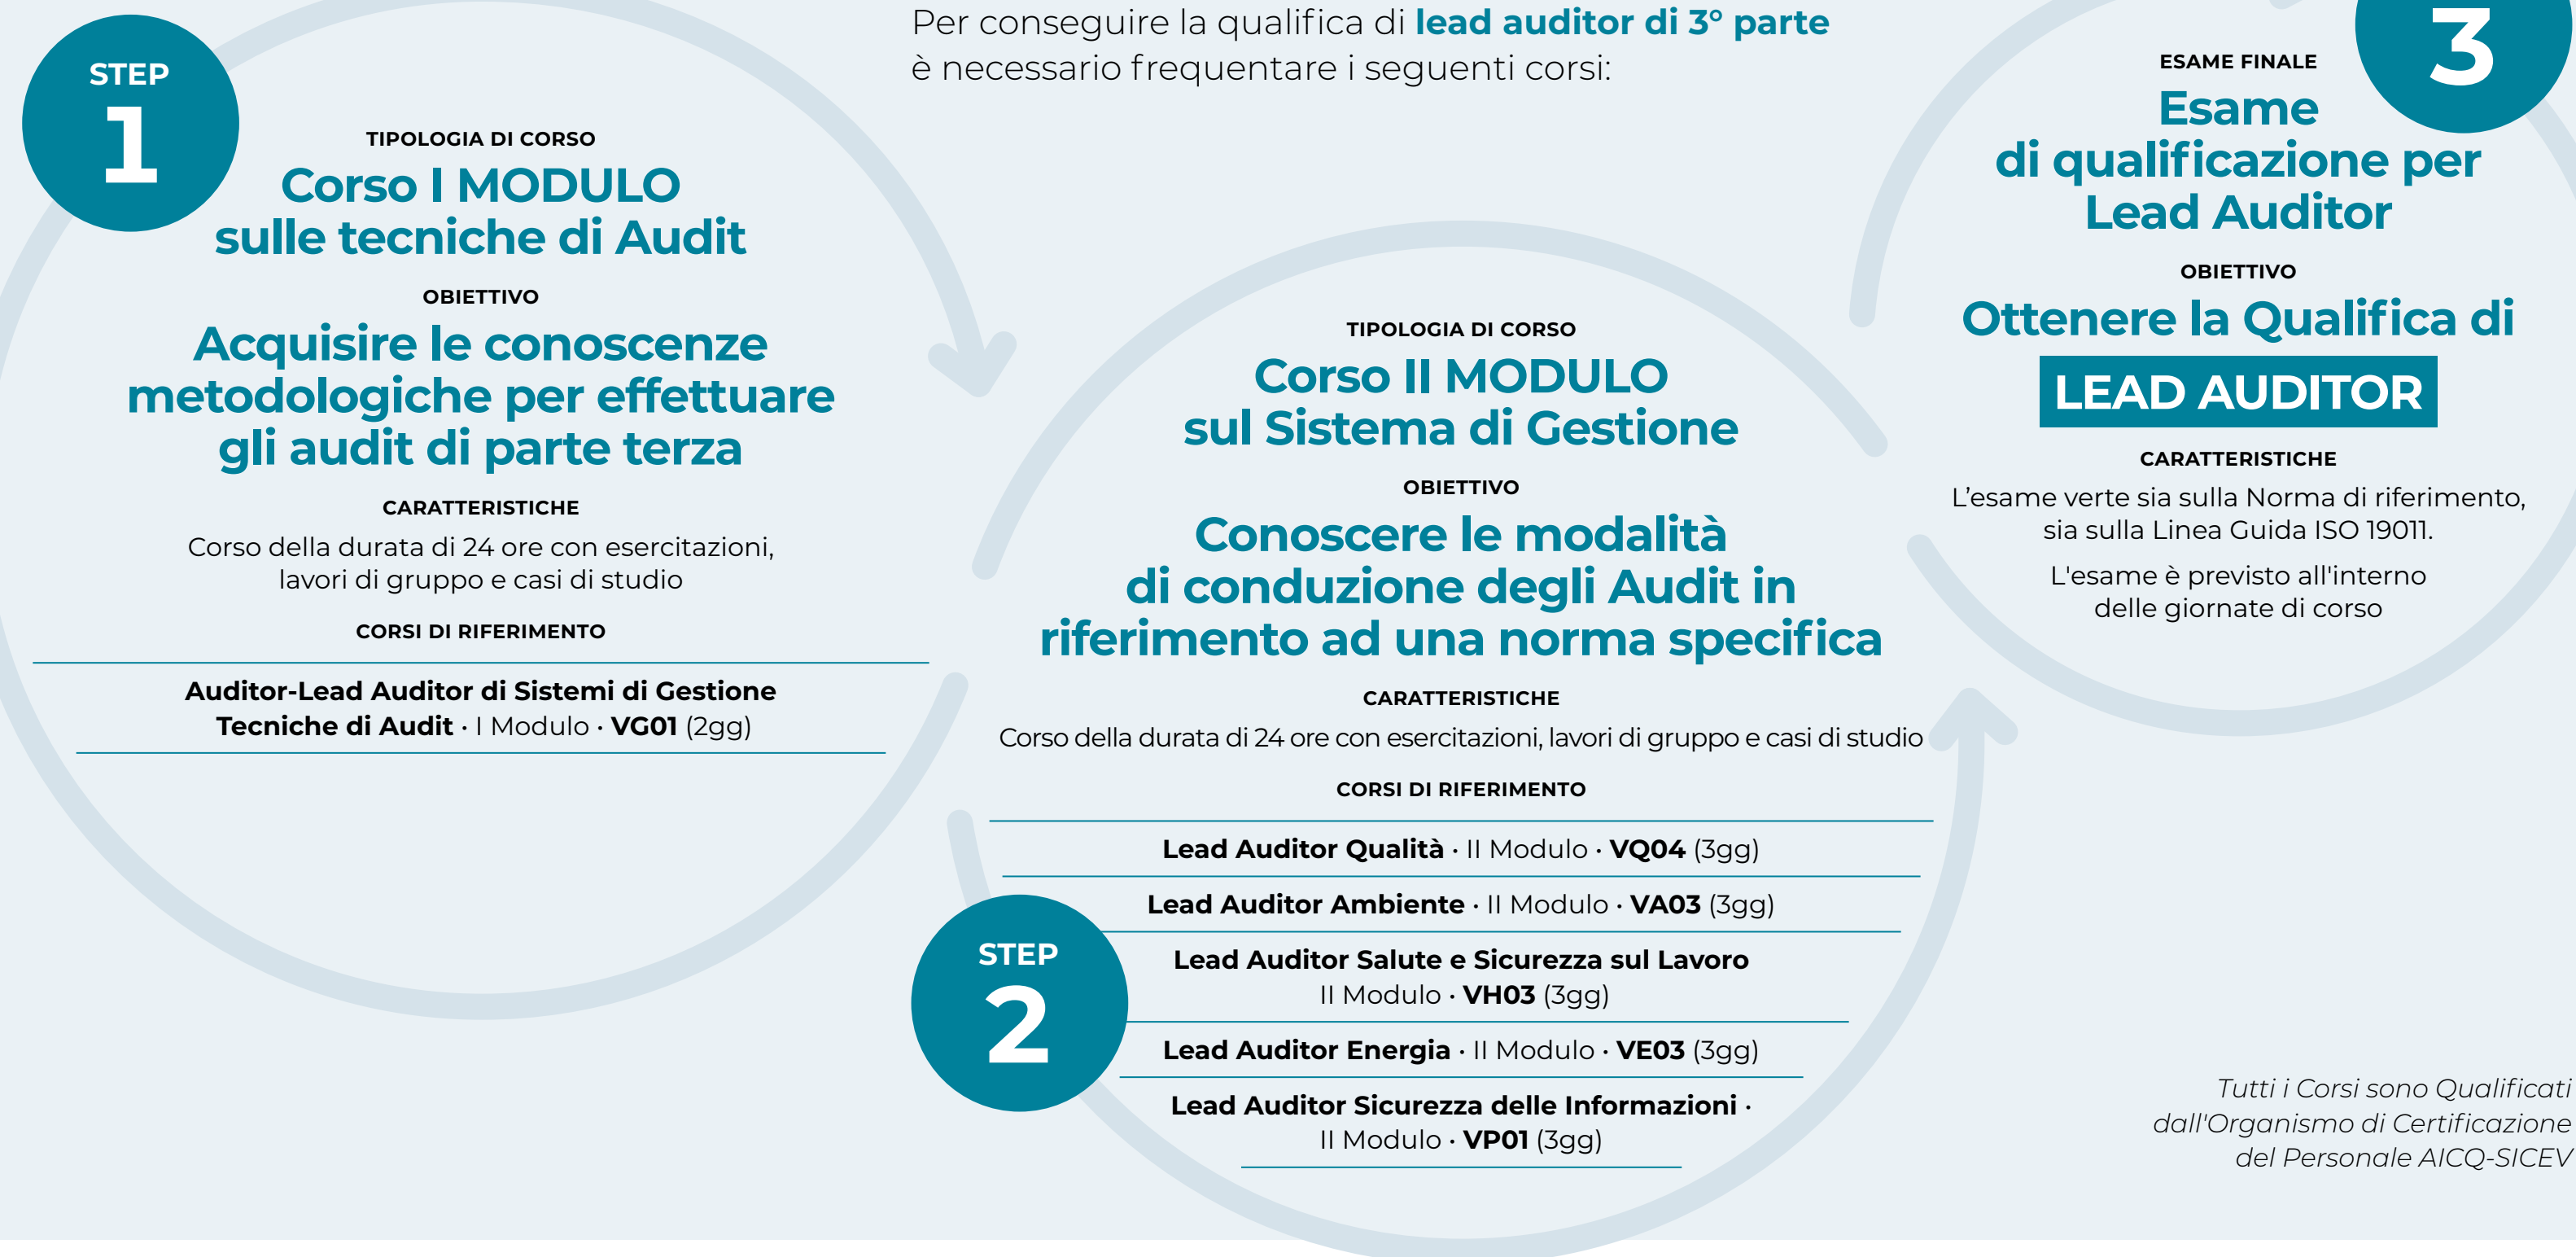 Per conseguire la qualifica di lead auditor di 3° parte
è necessario frequentare i seguenti corsi:
STEP
1
TIPOLOGIA DI CORSO
Corso I MODULO
sulle tecniche di Audit
OBIETTIVO
Acquisire le conoscenze
metodologiche per effettuare
gli audit di parte terza
CARATTERISTICHE
Corso della durata di 24 ore con esercitazioni,
lavori di gruppo e casi di studio
CORSI DI RIFERIMENTO
Auditor-Lead Auditor di Sistemi di Gestione
Tecniche di Audit · I Modulo · VG01 (2gg)
STEP
2
TIPOLOGIA DI CORSO
Corso II MODULO
sul Sistema di Gestione
OBIETTIVO
Conoscere le modalità
di conduzione degli Audit in
riferimento ad una norma specifica
CARATTERISTICHE
Corso della durata di 24 ore con esercitazioni, lavori di gruppo e casi di studio
CORSI DI RIFERIMENTO
Lead Auditor Qualità · II Modulo · VQ04 (3gg)
Lead Auditor Ambiente · II Modulo · VA03 (3gg)
Lead Auditor Salute e Sicurezza sul Lavoro
II Modulo · VH03 (3gg)
Lead Auditor Energia · II Modulo · VE03 (3gg)
Lead Auditor Sicurezza delle Informazioni ·
II Modulo · VP01 (3gg)
3
ESAME FINALE
Esame
di qualificazione per
Lead Auditor
OBIETTIVO
Ottenere la Qualifica di
LEAD AUDITOR
CARATTERISTICHE
L’esame verte sia sulla Norma di riferimento,
sia sulla Linea Guida ISO 19011.
L'esame è previsto all'interno
delle giornate di corso
Tutti i Corsi sono Qualificati
dall'Organismo di Certificazione
del Personale AICQ-SICEV